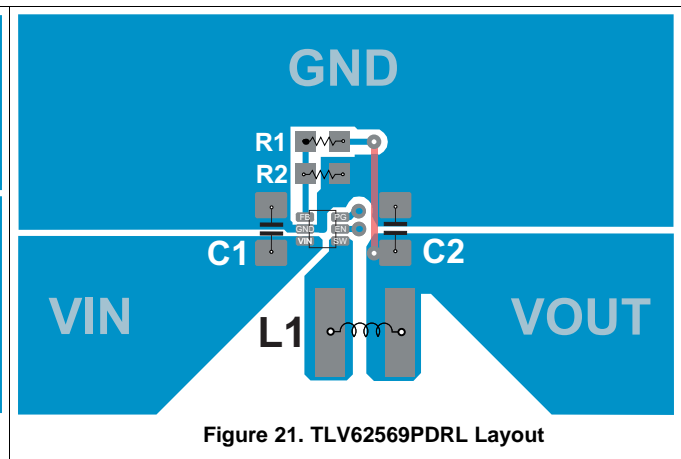 GND
R1
R2
FB PG
GND EN
VIN SW
C1 C2
VIN VOUT
L1
Figure 21. TLV62569PDRL Layout